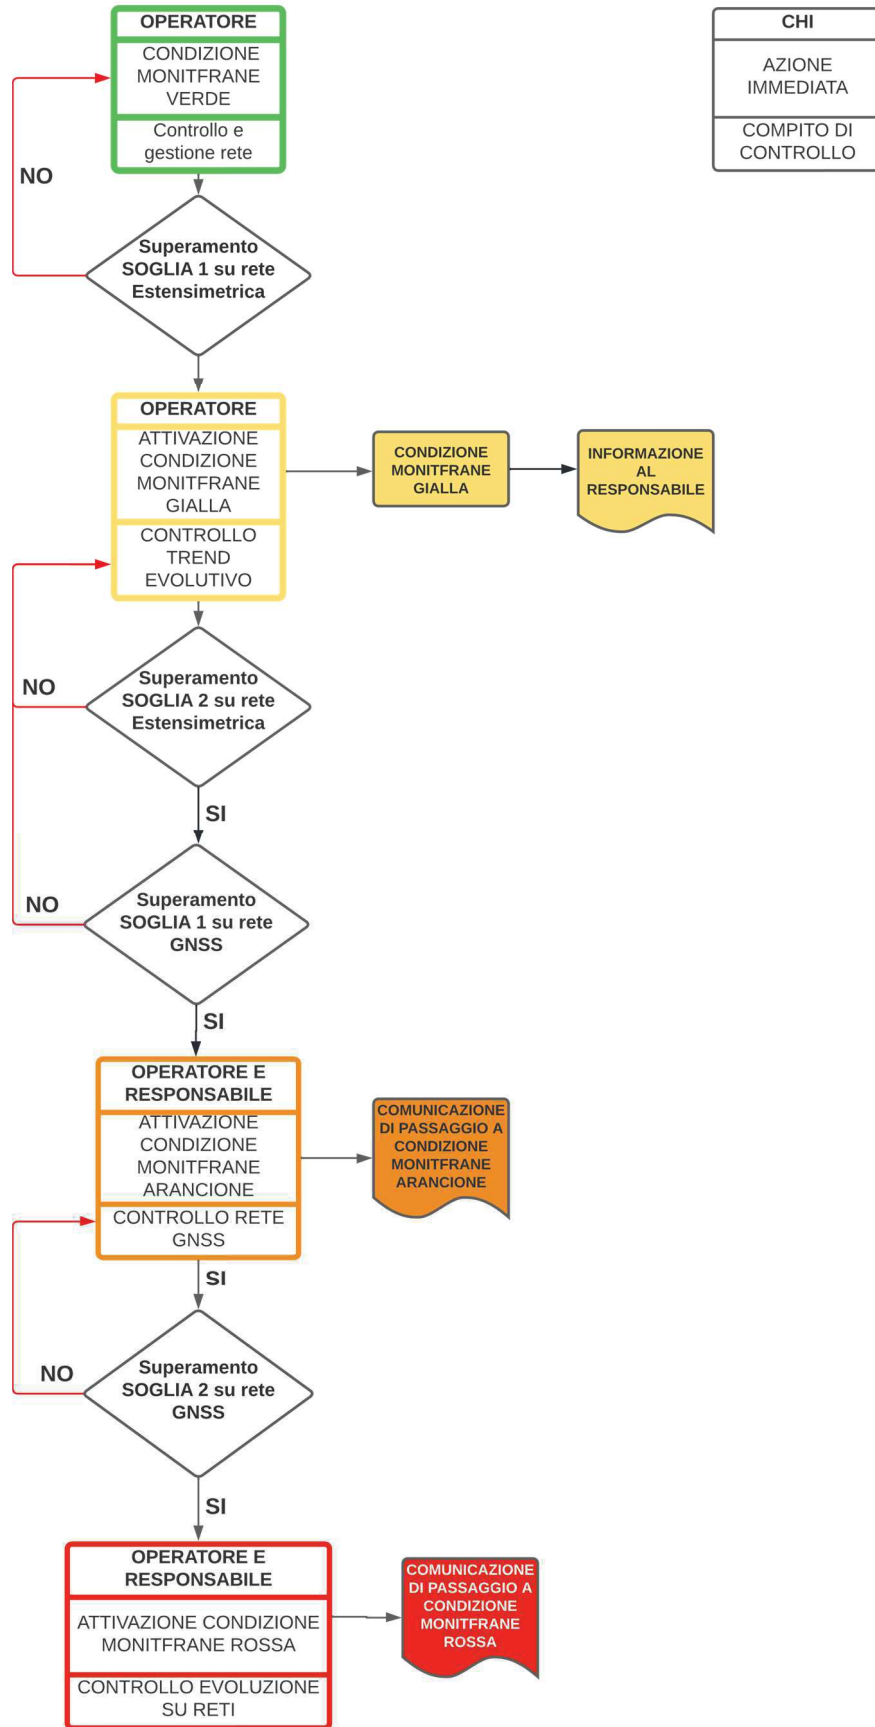 OPERATORE
CONDIZIONE
MONITFRANE
VERDE
Controllo e
gestione rete
CHI
AZIONE
IMMEDIATA
COMPITO DI
CONTROLLO
NO
Superamento
SOGLIA 1 su rete
Estensimetrica
OPERATORE
ATTIVAZIONE
CONDIZIONE
MONITFRANE
GIALLA
CONTROLLO
TREND
EVOLUTIVO
CONDIZIONE
MONITFRANE
GIALLA
INFORMAZIONE
AL
RESPONSABILE
NO
Superamento
SOGLIA 2 su rete
Estensimetrica
SI
NO
Superamento
SOGLIA 1 su rete
GNSS
SI
OPERATORE E
RESPONSABILE
ATTIVAZIONE
CONDIZIONE
MONITFRANE
ARANCIONE
CONTROLLO RETE
GNSS
COMUNICAZIONE
DI PASSAGGIO A
CONDIZIONE
MONITFRANE
ARANCIONE
SI
NO
Superamento
SOGLIA 2 su rete
GNSS
SI
OPERATORE E
RESPONSABILE
ATTIVAZIONE CONDIZIONE
MONITFRANE ROSSA
CONTROLLO EVOLUZIONE
SU RETI
COMUNICAZIONE
DI PASSAGGIO A
CONDIZIONE
MONITFRANE
ROSSA